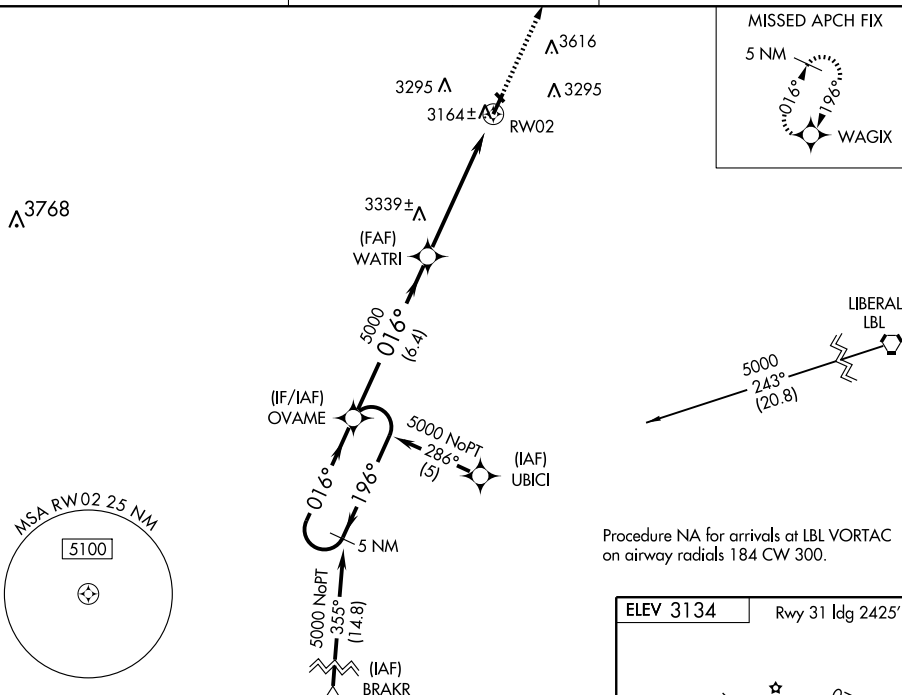 MISSED APCH FIX
5 NM
016°
196°
WAGIX
3616
3295
3295
3164±
RW02
3768
3339±
(FAF)
WATRI
5000
016°
(6.4)
LIBERAL
LBL
5000
243°
(20.8)
(IF/IAF)
OVAME
5000 NoPT
286°
(5)
(IAF)
UBICI
016°
196°
5 NM
MSA RW02 25 NM
5100
Procedure NA for arrivals at LBL VORTAC
on airway radials 184 CW 300.
5000 NoPT
355°
(14.8)
(IAF)
BRAKR
ELEV 3134
Rwy 31 ldg 2425'